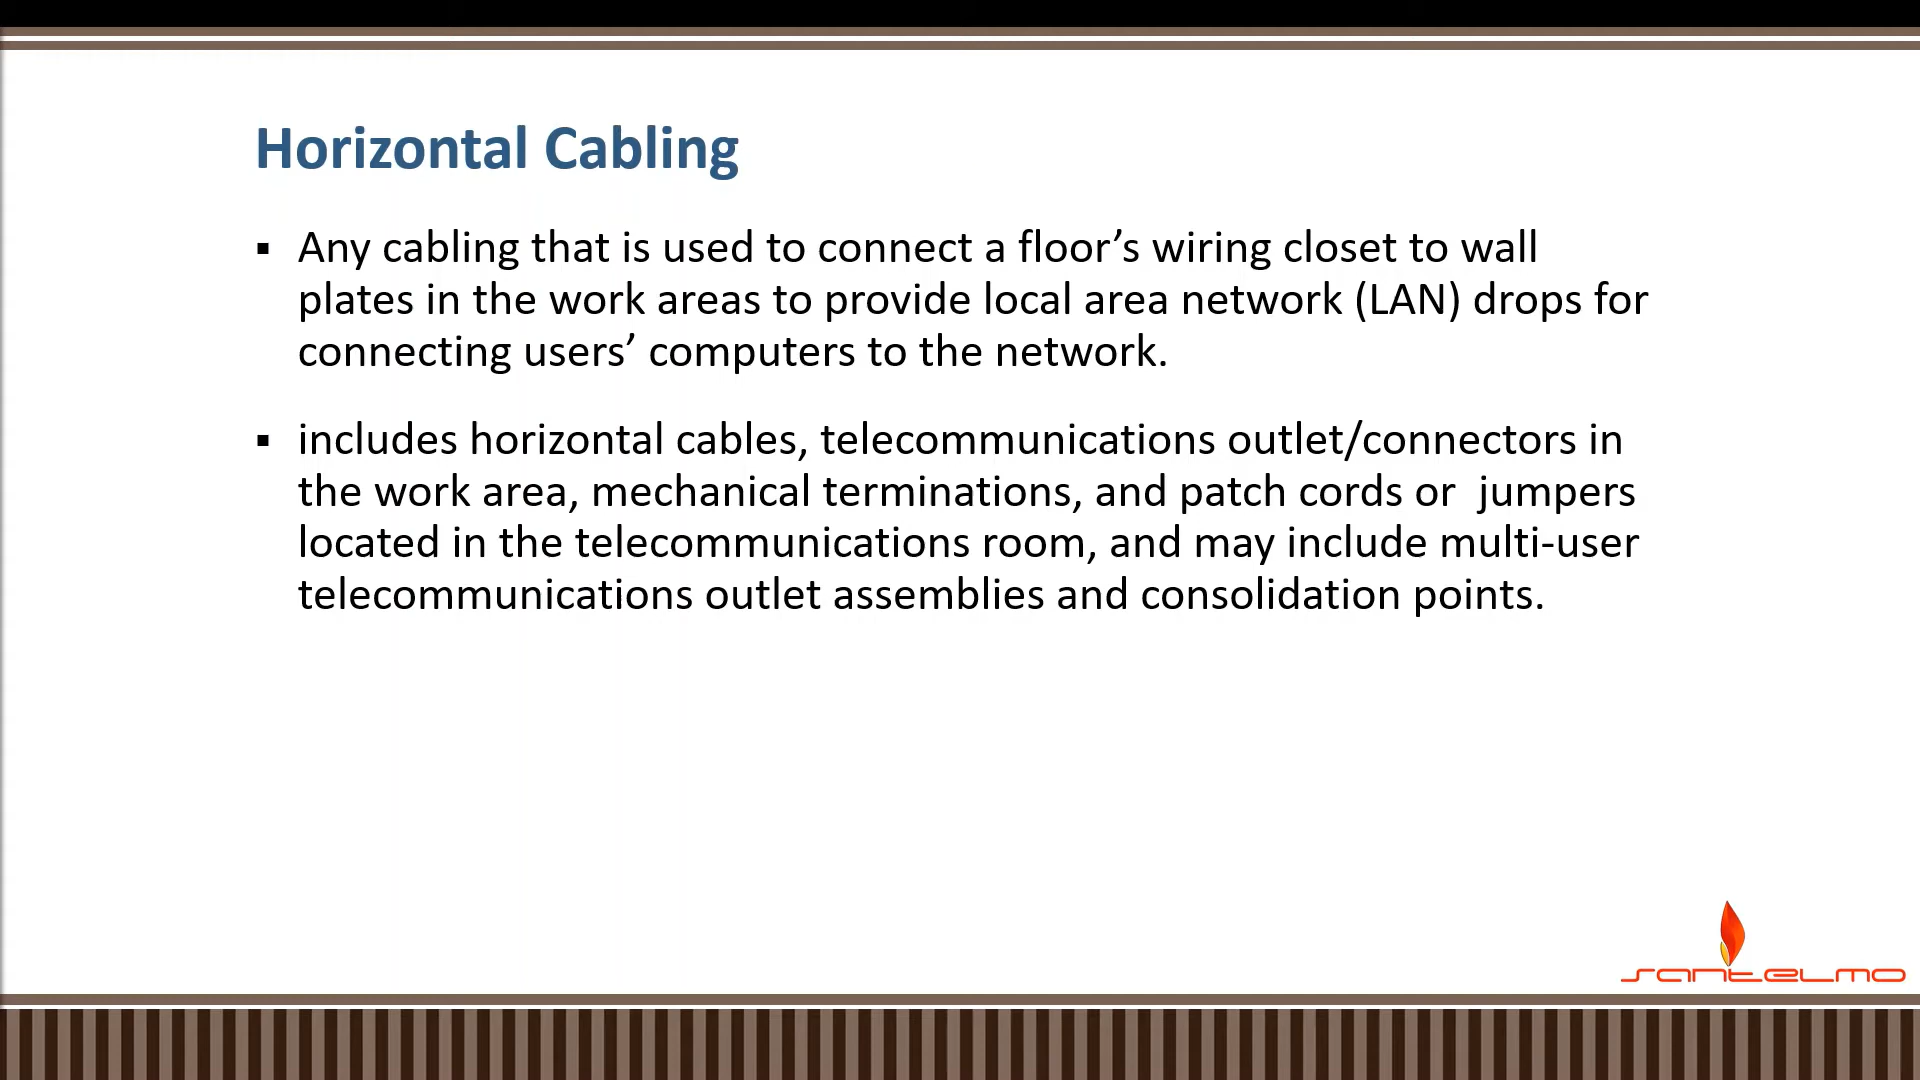 Horizontal Cabling
▪ Any cabling that is used to connect a floor’s wiring closet to wall
plates in the work areas to provide local area network (LAN) drops for
connecting users’ computers to the network.
▪ includes horizontal cables, telecommunications outlet/connectors in
the work area, mechanical terminations, and patch cords or  jumpers
located in the telecommunications room, and may include multi-user
telecommunications outlet assemblies and consolidation points.
santelmo